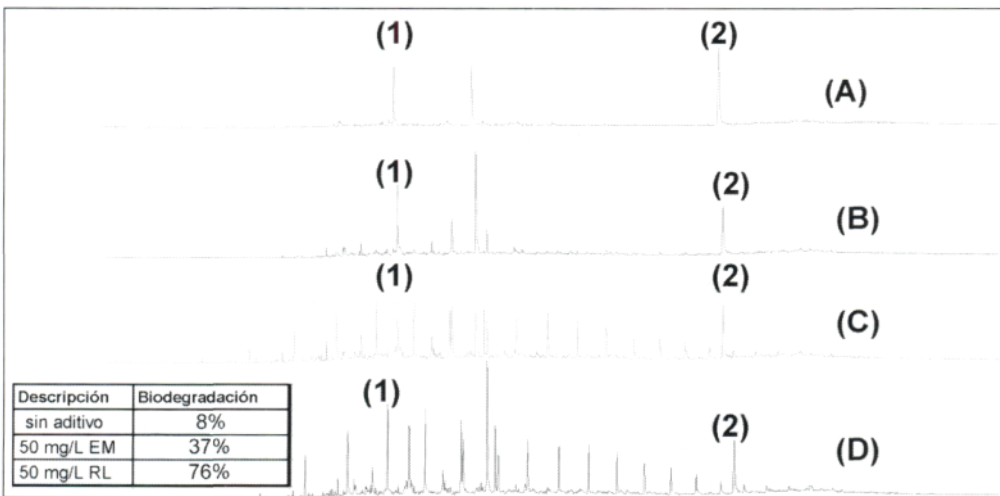 (1) (2)
(A)
(1) (2)
(B)
(1) (2)
(C)
Descripción Biodegradación
sin aditivo 8%
50 mg/L EM 37%
50 mg/L RL 76%
(1) (2)
(D)